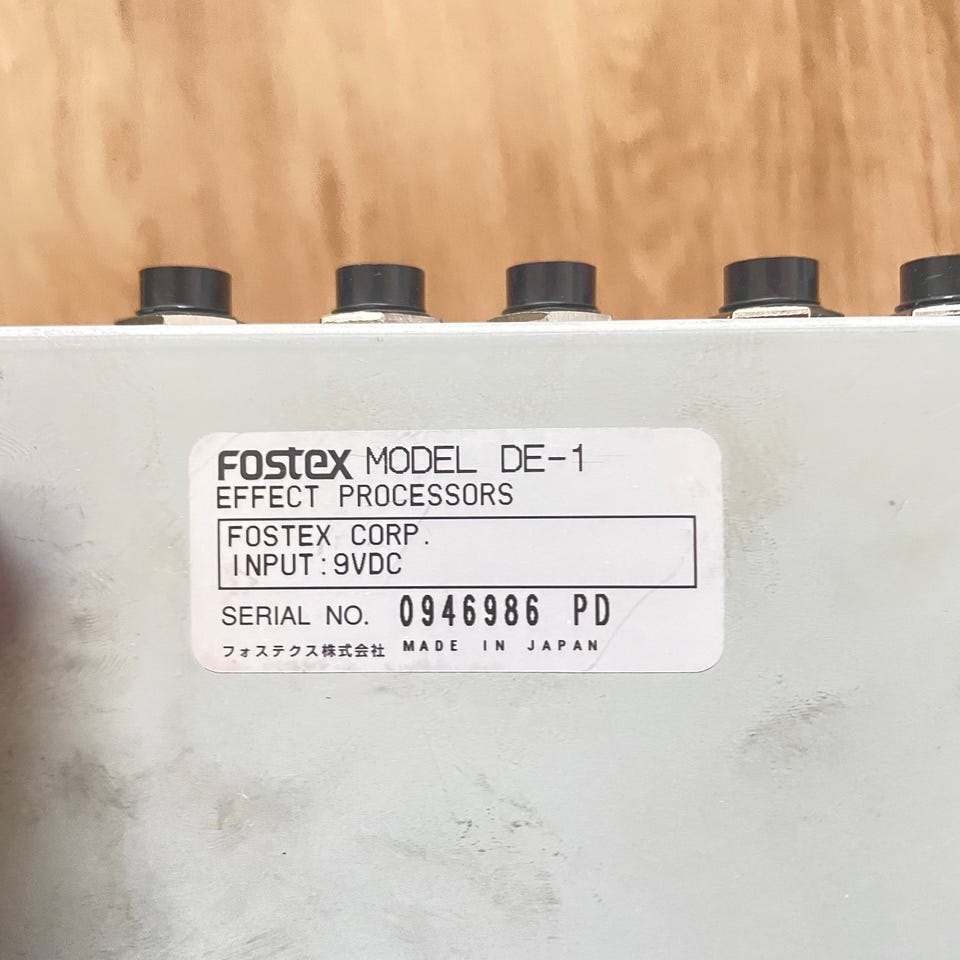 Fostex MODEL DE-1
EFFECT PROCESSORS
FOSTEX CORP.
INPUT:9VDC
SERIAL NO. 0946986 PD
フォステクス株式会社 MADE IN JAPAN